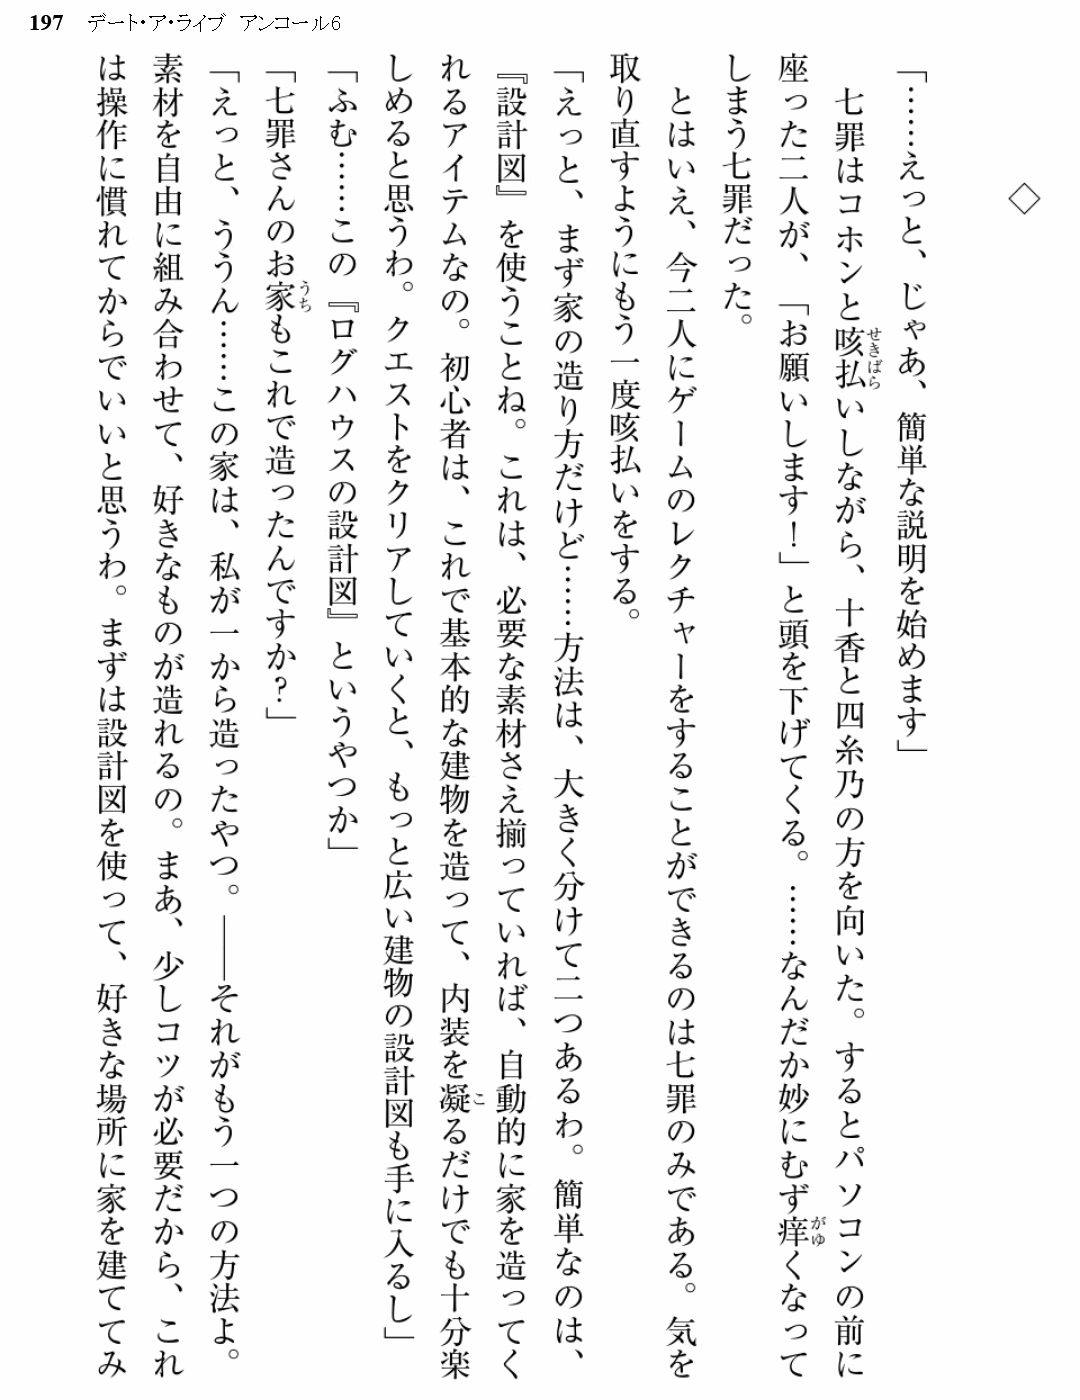 197 デート・ア・ライブ アンコール6
◇
「……えっと、じゃあ、簡単な説明を始めます」
七罪はコホンと咳払いしながら、十香と四糸乃の方を向いた。するとパソコンの前に
座った二人が、「お願いします！」と頭を下げてくる。……なんだか妙にむず痒くなって
しまう七罪だった。
とはいえ、今二人にゲームのレクチャーをすることができるのは七罪のみである。気を
取り直すようにもう一度咳払いをする。
「えっと、まず家の造り方だけど……方法は、大きく分けて二つあるわ。簡単なのは、
『設計図』を使うことね。これは、必要な素材さえ揃っていれば、自動的に家を造ってく
れるアイテムなの。初心者は、これで基本的な建物を造って、内装を凝るだけでも十分楽
しめると思うわ。クエストをクリアしていくと、もっと広い建物の設計図も手に入るし」
「ふむ……この『ログハウスの設計図』というやつか」
「七罪さんのお家もこれで造ったんですか？」
「えっと、ううん……この家は、私が一から造ったやつ。――それがもう一つの方法よ。
素材を自由に組み合わせて、好きなものが造れるの。まあ、少しコツが必要だから、これ
は操作に慣れてからでいいと思うわ。まずは設計図を使って、好きな場所に家を建ててみ
せきばら
がゆ
こ
うち